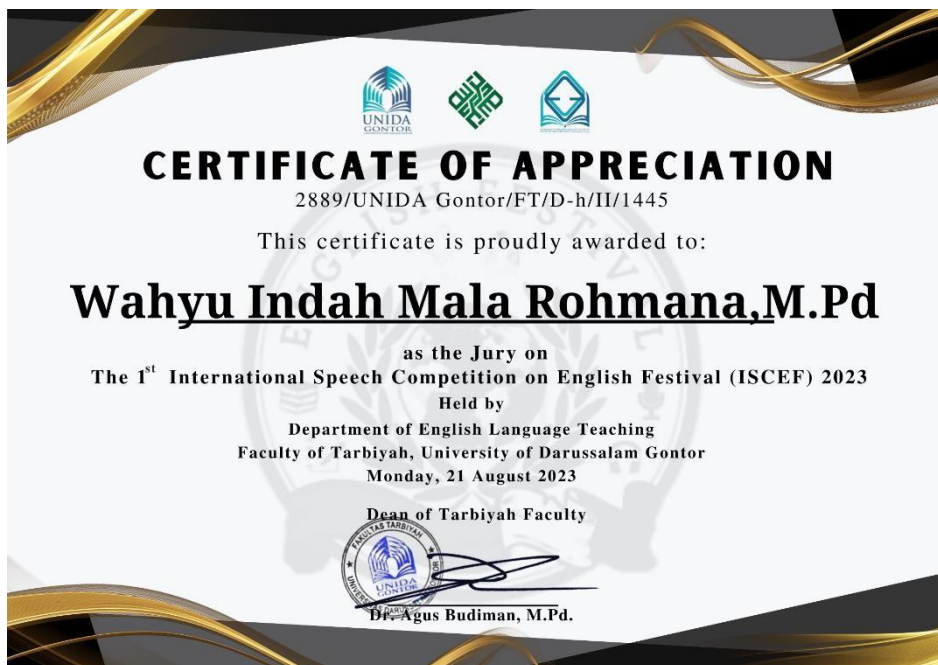 UNIDA
GONTOR
CERTIFICATE OF APPRECIATION
2889/UNIDA Gontor/FT/D-h/II/1445
This certificate is proudly awarded to:
Wahyu Indah Mala Rohmana,M.Pd
as the Jury on
The 1st International Speech Competition on English Festival (ISCEF) 2023
Held by
Department of English Language Teaching
Faculty of Tarbiyah, University of Darussalam Gontor
Monday, 21 August 2023
Dean of Tarbiyah Faculty
FAKULTAS TARBIYAH
UNIDA
GONTOR
Dr. Agus Budiman, M.Pd.
ENGLISH FESTIVAL